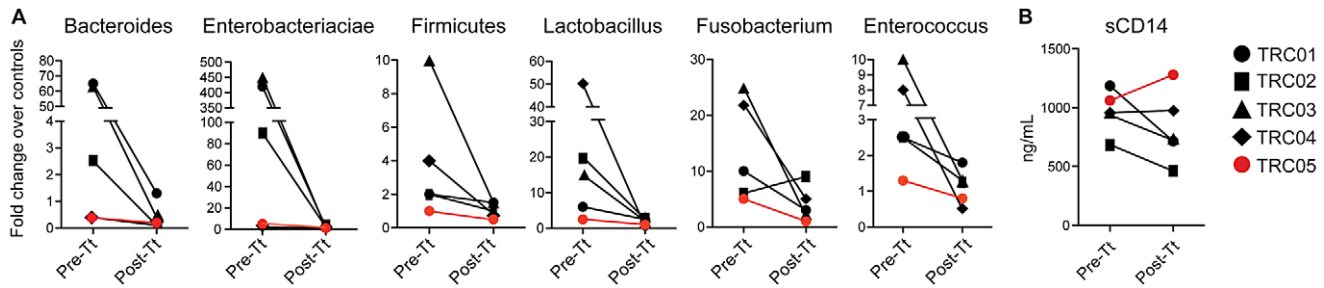 A
Bacteroides
Enterobacteriaciae
Firmicutes
Lactobacillus
Fusobacterium
Enterococcus
B
sCD14
Fold change over controls
80
70
60
50
4
3
2
1
0
Pre-Tt
Post-Tt
500
450
400
350
100
80
60
40
20
0
Pre-Tt
Post-Tt
10
8
6
4
2
0
Pre-Tt
Post-Tt
60
50
40
30
20
10
0
Pre-Tt
Post-Tt
30
20
10
0
Pre-Tt
Post-Tt
10
9
8
7
3
2
1
0
Pre-Tt
Post-Tt
ng/mL
1500
1000
500
0
Pre-Tt
Post-Tt
TRC01
TRC02
TRC03
TRC04
TRC05